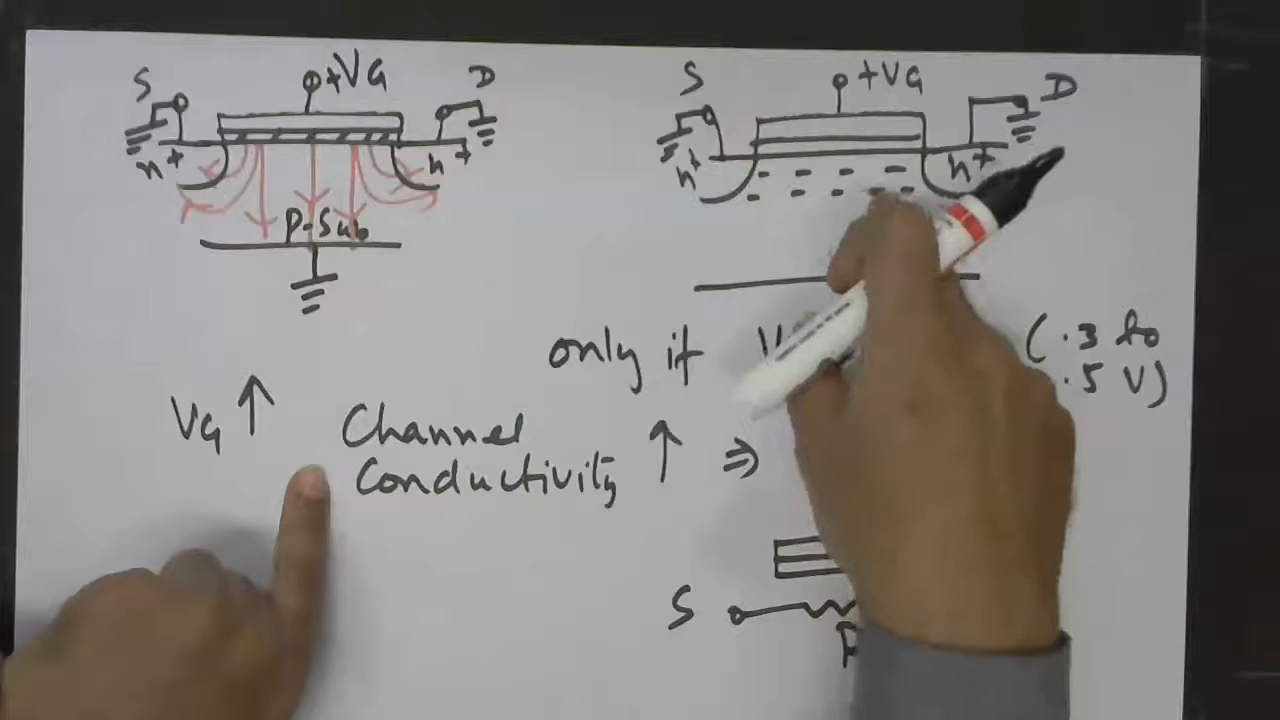 S +VG D
n+ n+
P-Sub
S +VG D
n+ n+
only if (.3 to
.5 V)
VG ↑ Channel
Conductivity ↑ ⇒
S